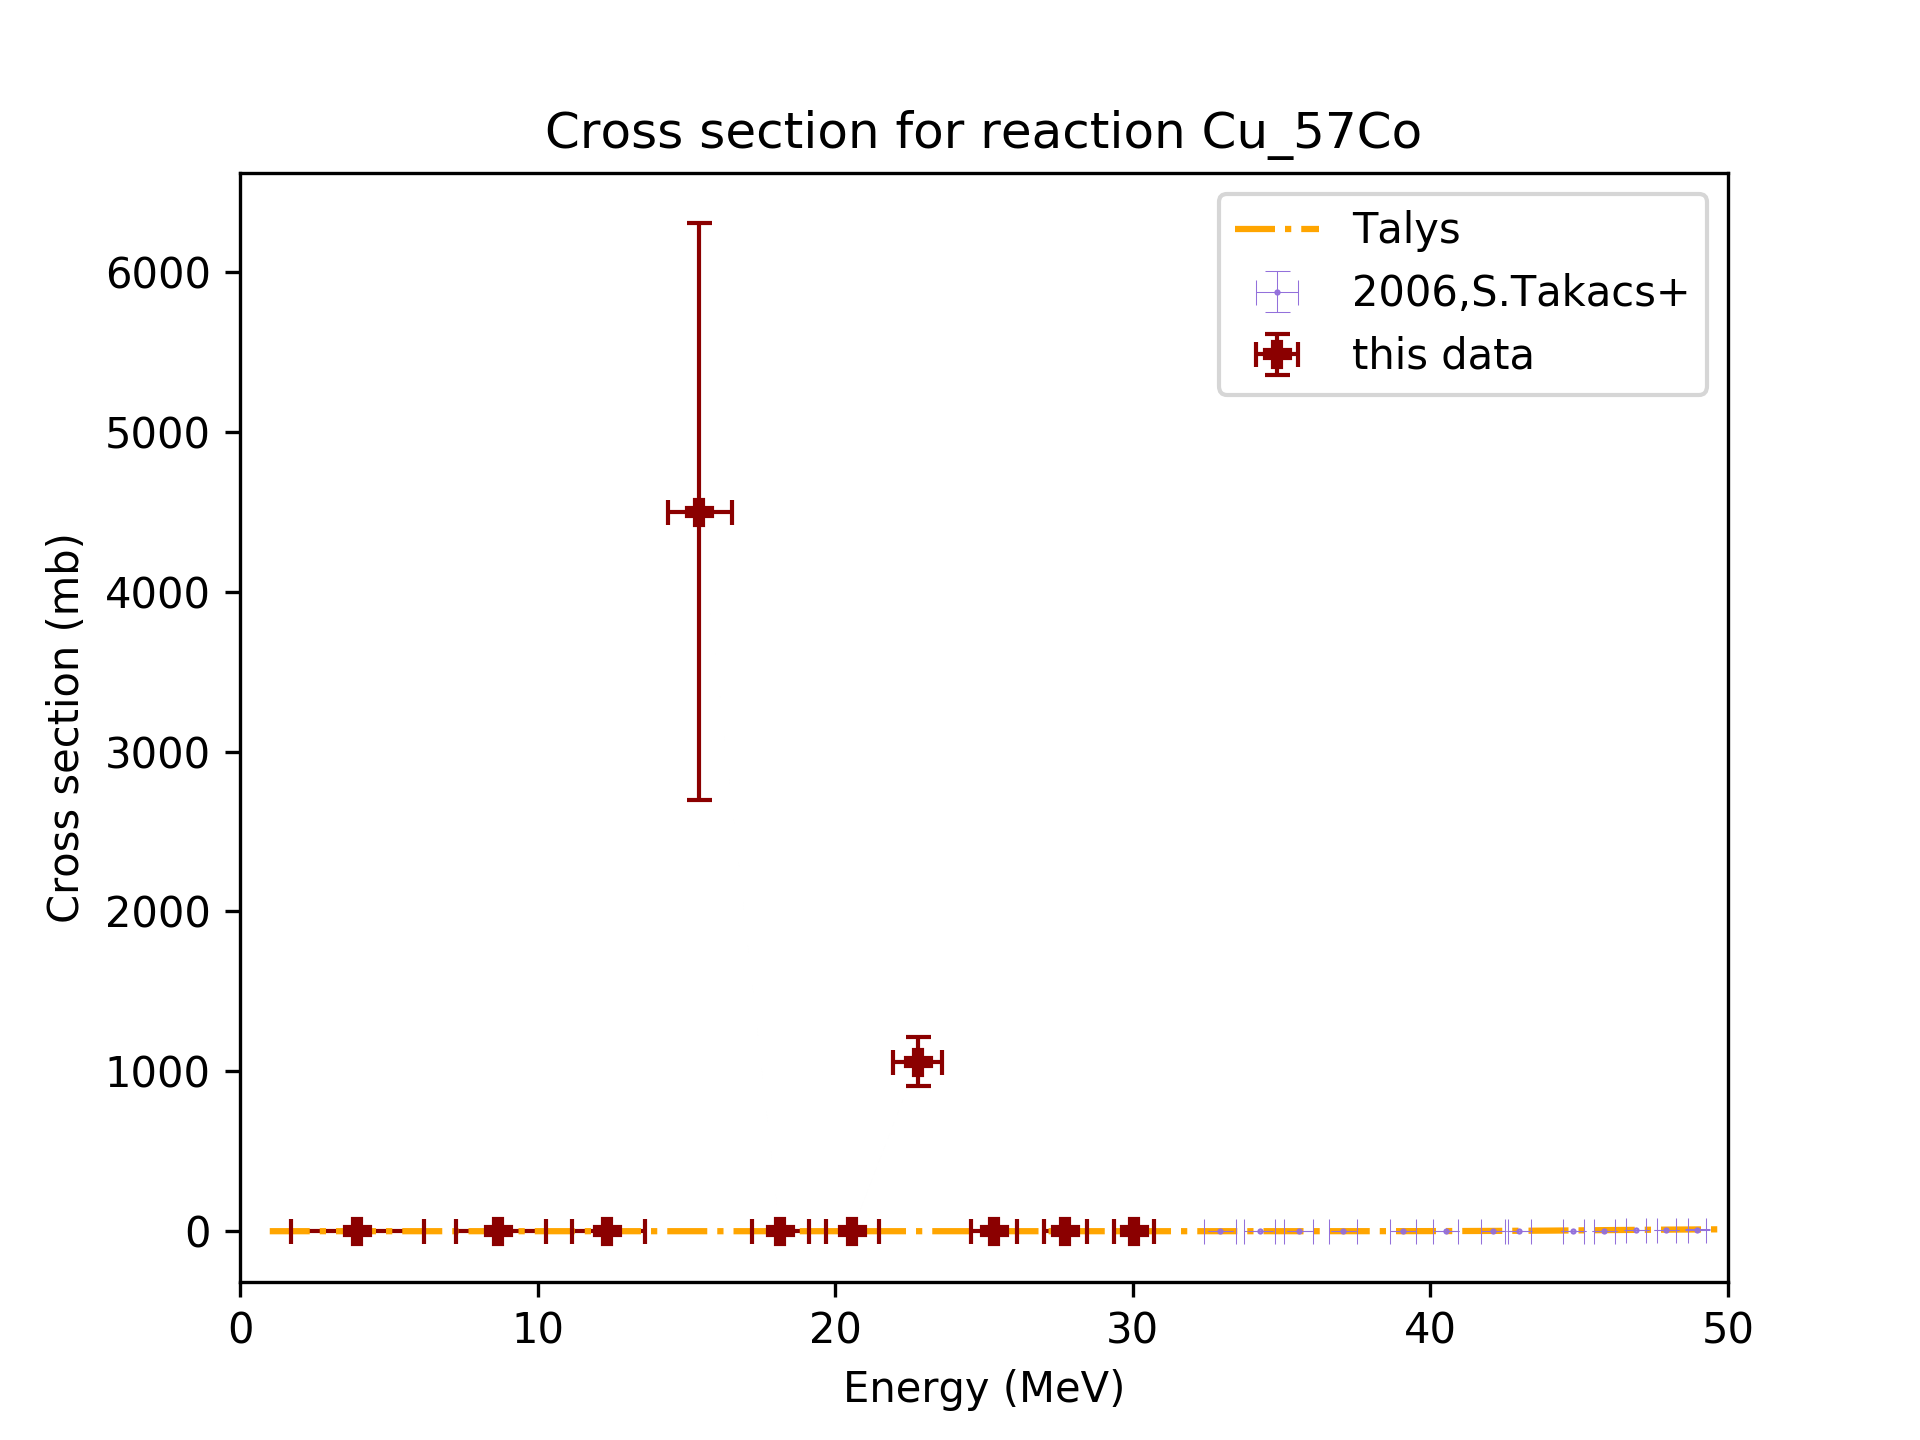 Cross section for reaction Cu_57Co
Talys
2006,S.Takacs+
this data
6000
5000
4000
3000
2000
1000
0
Cross section (mb)
0 10 20 30 40 50
Energy (MeV)